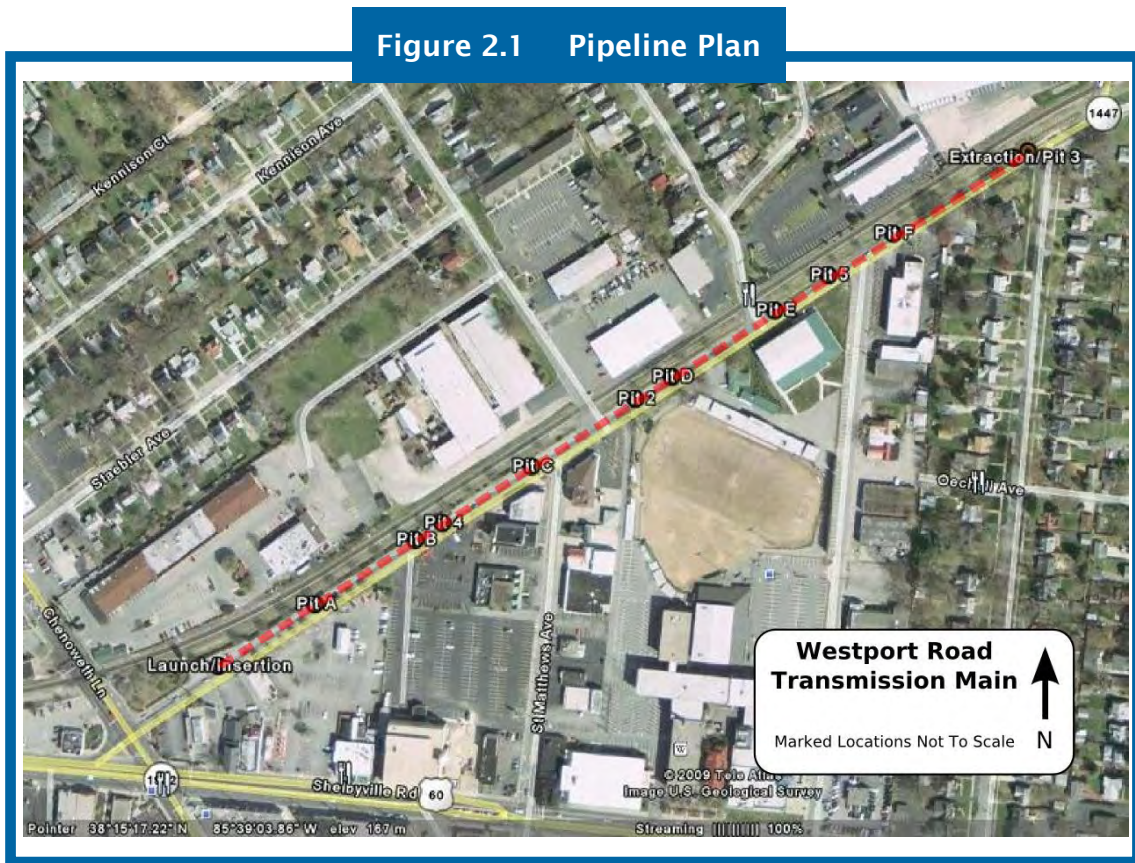 Figure 2.1 Pipeline Plan
1447
Kennison Ct
Kennison Ave
Extraction/Pit 3
Pit F
Pit 5
Pit E
Pit D
Pit 2
Staebler Ave
Pit C
Oechsli Ave
Pit 4
Pit B
Pit A
Chenoweth Ln
Launch/Insertion
St Matthews Ave
Westport Road
Transmission Main
Marked Locations Not To Scale N
W
© 2009 Tele Atlas
Image U.S. Geological Survey
Shelbyville Rd
60
Pointer 38°15'17.22" N 85°39'03.86" W elev 167 m Streaming 100%